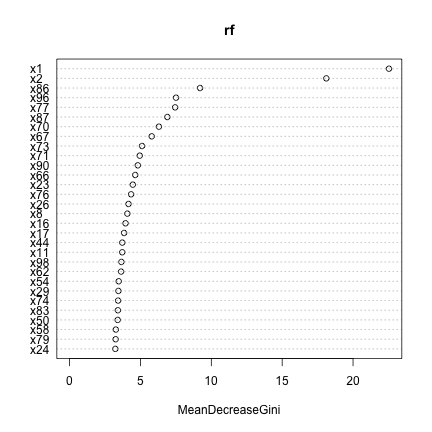 rf
x1
x2
x86
x96
x77
x87
x70
x67
x73
x71
x90
x66
x23
x76
x26
x8
x16
x17
x44
x11
x98
x62
x54
x29
x74
x83
x50
x58
x79
x24
0 5 10 15 20
MeanDecreaseGini